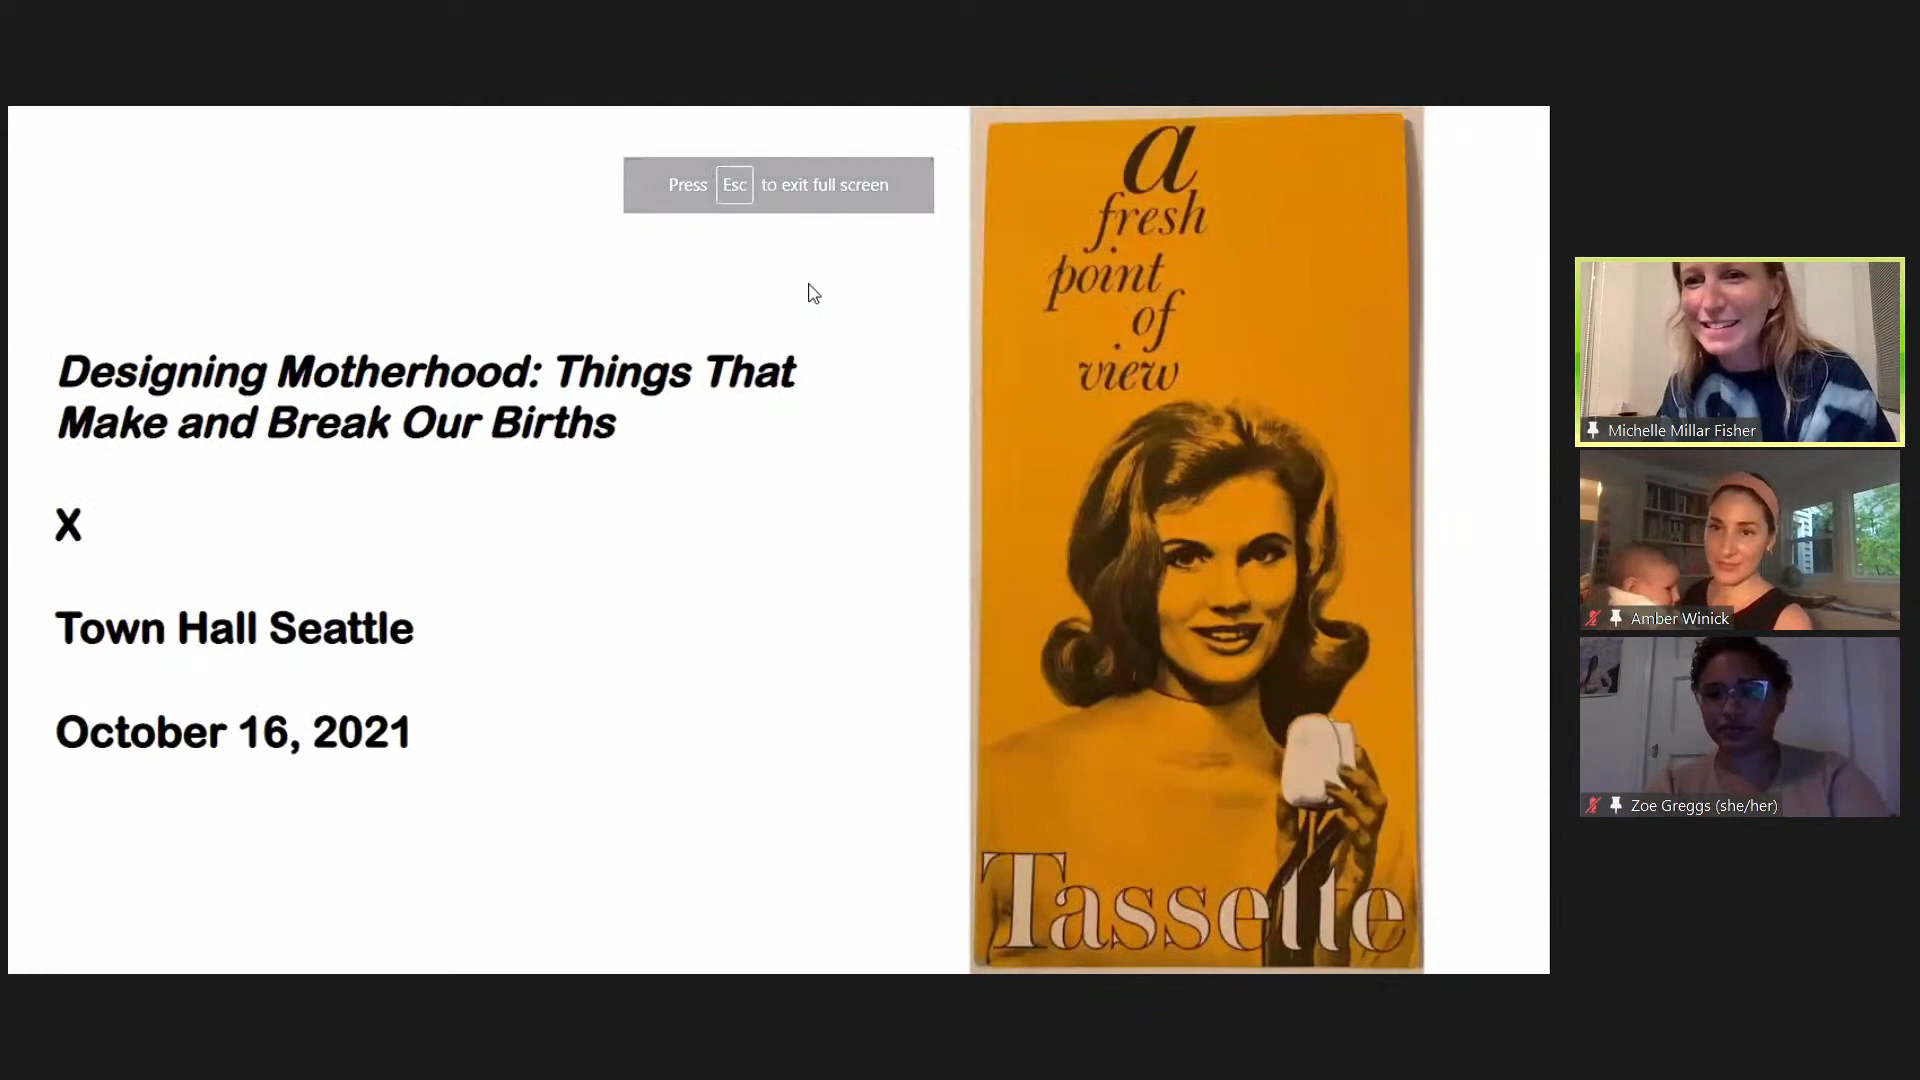 Press Esc to exit full screen
Designing Motherhood: Things That
Make and Break Our Births
X
Town Hall Seattle
October 16, 2021
a
fresh
point
of
view
Tassette
Michelle Millar Fisher
Amber Winick
Zoe Greggs (she/her)